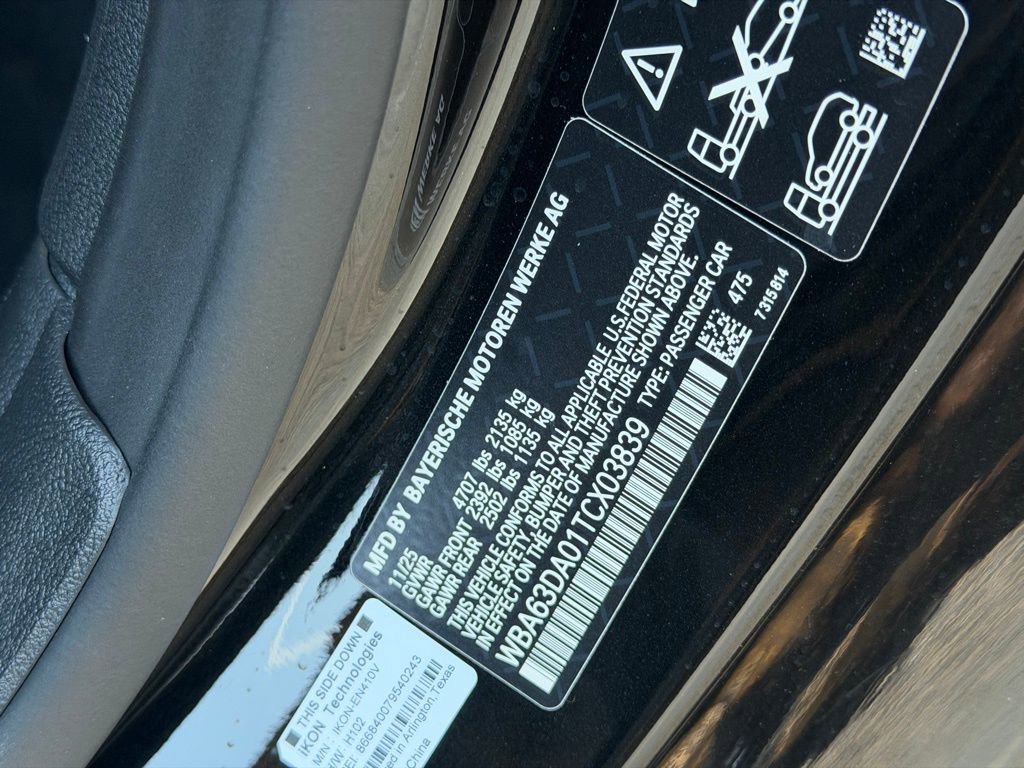 MFD BY BAYERISCHE MOTOREN WERKE AG
11/25
GVWR 4707 lbs 2135 kg
GAWR FRONT 2392 lbs 1085 kg
GAWR REAR 2502 lbs 1135 kg
THIS VEHICLE CONFORMS TO ALL APPLICABLE U.S.FEDERAL MOTOR
VEHICLE SAFETY, BUMPER AND THEFT PREVENTION STANDARDS
IN EFFECT ON THE DATE OF MANUFACTURE SHOWN ABOVE.
WBA63DA01TCX03839 TYPE: PASSENGER CAR
475
7 315 814
THIS SIDE DOWN
iKON Technologies
M/N : IKON-EN410V
HW: H102
866840079540243
in Arlington, Texas
China